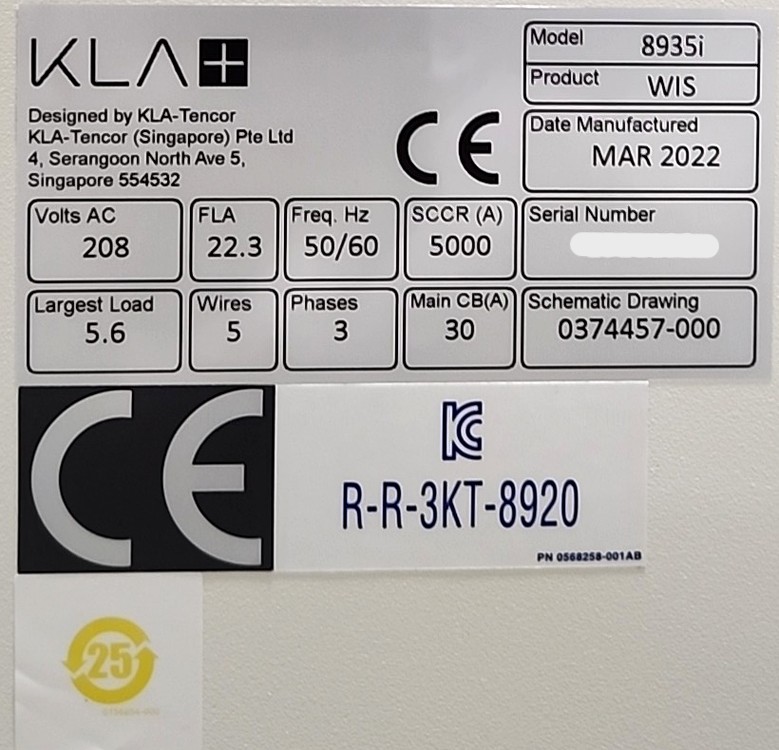 KLA+
Designed by KLA-Tencor
KLA-Tencor (Singapore) Pte Ltd
4, Serangoon North Ave 5,
Singapore 554532
CE
Model 8935i
Product WIS
Date Manufactured
MAR 2022
Volts AC
208
FLA
22.3
Freq. Hz
50/60
SCCR (A)
5000
Serial Number
Largest Load
5.6
Wires
5
Phases
3
Main CB(A)
30
Schematic Drawing
0374457-000
CE
KC
R-R-3KT-8920
PN 0568258-001AB
25